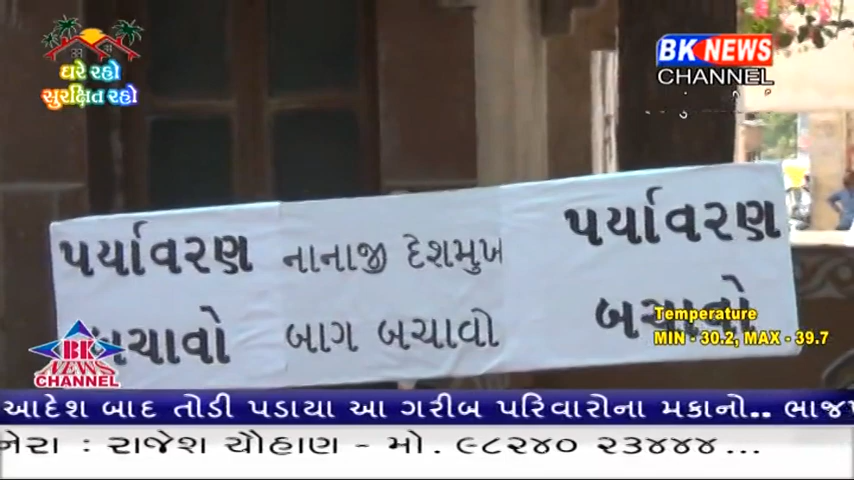 ઘરે રહો
સુરક્ષિત રહો
BK NEWS
CHANNEL
પર્યાવરણ
બચાવો
નાનાજી દેશમુખ
બાગ બચાવો
પર્યાવરણ
બચાવો
Temperature
MIN - 30.2, MAX - 39.7
BK
NEWS
CHANNEL
આદેશ બાદ તોડી પડાયા આ ગરીબ પરિવારોના મકાનો.. ભાજપ
નેરા : રાજેશ ચૌહાણ - મો. ૯૮૨૪૦ ૨૩૪૪૪...